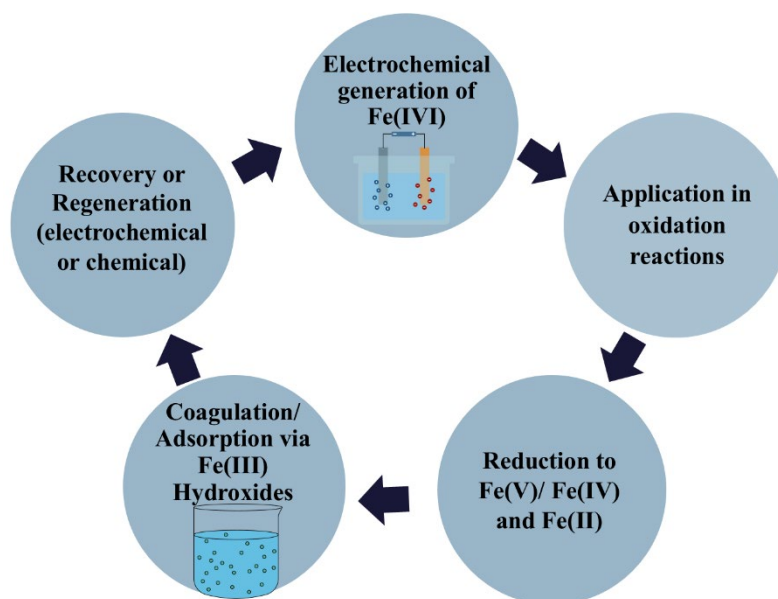 Electrochemical
generation of
Fe(IVI)
Application in
oxidation
reactions
Reduction to
Fe(V)/ Fe(IV)
and Fe(II)
Coagulation/
Adsorption via
Fe(III)
Hydroxides
Recovery or
Regeneration
(electrochemical
or chemical)